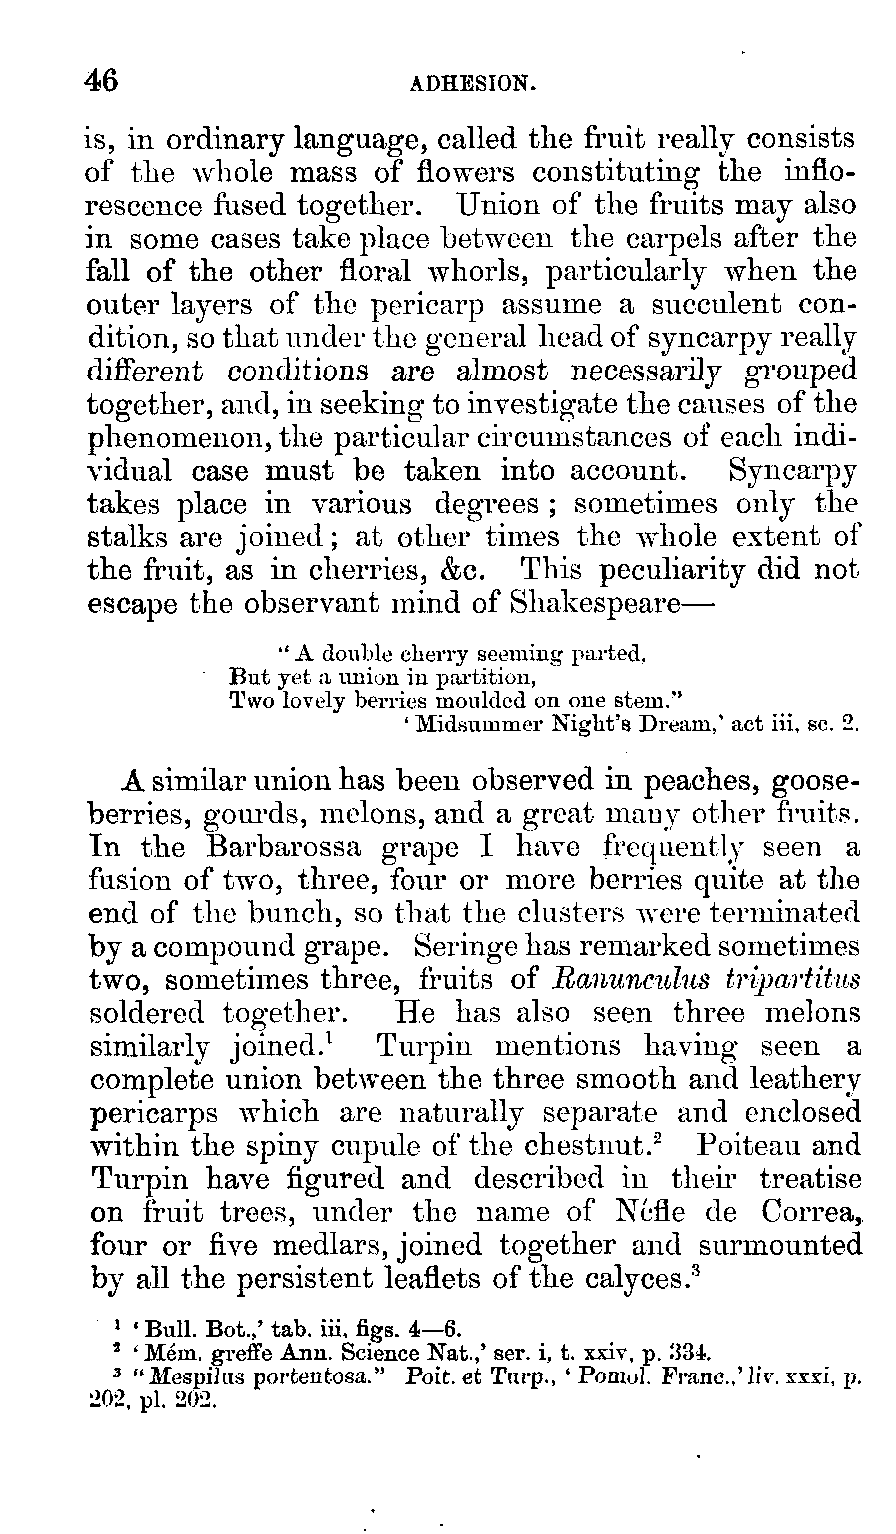 46 ADHESION.
is, in ordinary language, called the fruit really consists
of the whole mass of flowers constituting the inflo-
rescence fused together. Union of the fruits may also
in some cases take place between the carpels after the
fall of the other floral whorls, particularly when the
outer layers of the pericarp assume a succulent con-
dition, so that under the general head of syncarpy really
different conditions are almost necessarily grouped
together, and, in seeking to investigate the causes of the
phenomenon, the particular circumstances of each indi-
vidual case must be taken into account. Syncarpy
takes place in various degrees ; sometimes only the
stalks are joined ; at other times the whole extent of
the fruit, as in cherries, &c. This peculiarity did not
escape the observant mind of Shakespeare—
“A double cherry seeming parted,
But yet a union in partition,
Two lovely berries moulded on one stem.”
‘Midsummer Night’s Dream,’ act iii, sc. 2.
A similar union has been observed in peaches, goose-
berries, gourds, melons, and a great many other fruits.
In the Barbarossa grape I have frequently seen a
fusion of two, three, four or more berries quite at the
end of the bunch, so that the clusters were terminated
by a compound grape. Seringe has remarked sometimes
two, sometimes three, fruits of Ranunculus tripartitus
soldered together. He has also seen three melons
similarly joined.¹ Turpin mentions having seen a
complete union between the three smooth and leathery
pericarps which are naturally separate and enclosed
within the spiny cupule of the chestnut.² Poiteau and
Turpin have figured and described in their treatise
on fruit trees, under the name of Néfle de Correa,
four or five medlars, joined together and surmounted
by all the persistent leaflets of the calyces.³
¹ ‘Bull. Bot.,’ tab. iii, figs. 4—6.
² ‘Mém. greffe Ann. Science Nat.,’ ser. i, t. xxiv, p. 334.
³ “Mespilus portentosa.” Poit. et Turp., ‘Pomol. Franc.,’ liv. xxxi, p.
202, pl. 202.